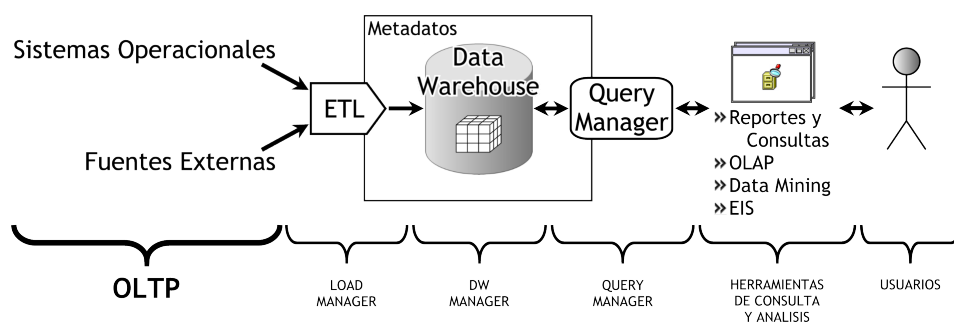 Metadatos
Sistemas Operacionales
Fuentes Externas
ETL
Data
Warehouse
Query
Manager
» Reportes y
Consultas
» OLAP
» Data Mining
» EIS
OLTP
LOAD
MANAGER
DW
MANAGER
QUERY
MANAGER
HERRAMIENTAS
DE CONSULTA
Y ANALISIS
USUARIOS